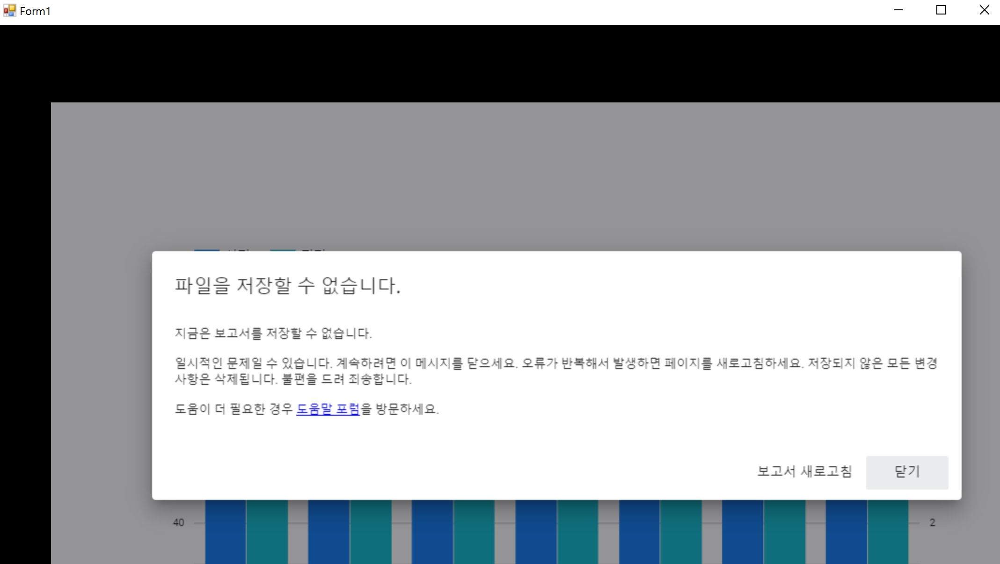 Form1
파일을 저장할 수 없습니다.
지금은 보고서를 저장할 수 없습니다.
일시적인 문제일 수 있습니다. 계속하려면 이 메시지를 닫으세요. 오류가 반복해서 발생하면 페이지를 새로고침하세요. 저장되지 않은 모든 변경
사항은 삭제됩니다. 불편을 드려 죄송합니다.
도움이 더 필요한 경우 도움말 포럼을 방문하세요.
보고서 새로고침 닫기
40 2